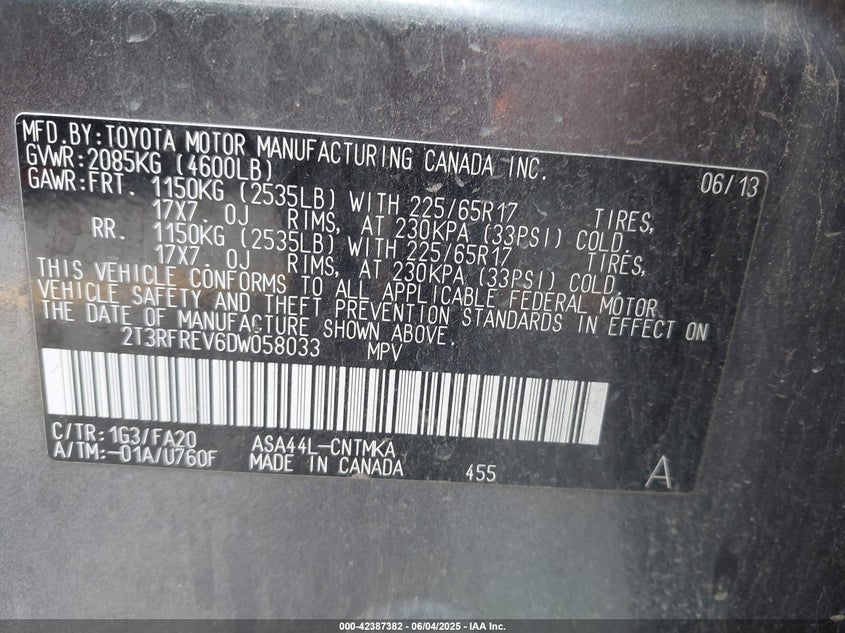 MFD.BY:TOYOTA MOTOR MANUFACTURING CANADA INC. 06/13
GVWR:2085KG (4600LB)
GAWR:FRT. 1150KG (2535LB) WITH 225/65R17 TIRES,
17X7. 0J RIMS, AT 230KPA (33PSI) COLD.
RR. 1150KG (2535LB) WITH 225/65R17 TIRES,
17X7. 0J RIMS, AT 230KPA (33PSI) COLD.
THIS VEHICLE CONFORMS TO ALL APPLICABLE FEDERAL MOTOR
VEHICLE SAFETY AND THEFT PREVENTION STANDARDS IN EFFECT ON
THE DATE OF MANUFACTURE SHOWN ABOVE.
2T3RFREV6DW058033 MPV
C/TR:1G3/FA20 ASA44L-CNTMKA
A/TM:-01A/U760F MADE IN CANADA 455 A
000-42387382 - 06/04/2025 - IAA Inc.